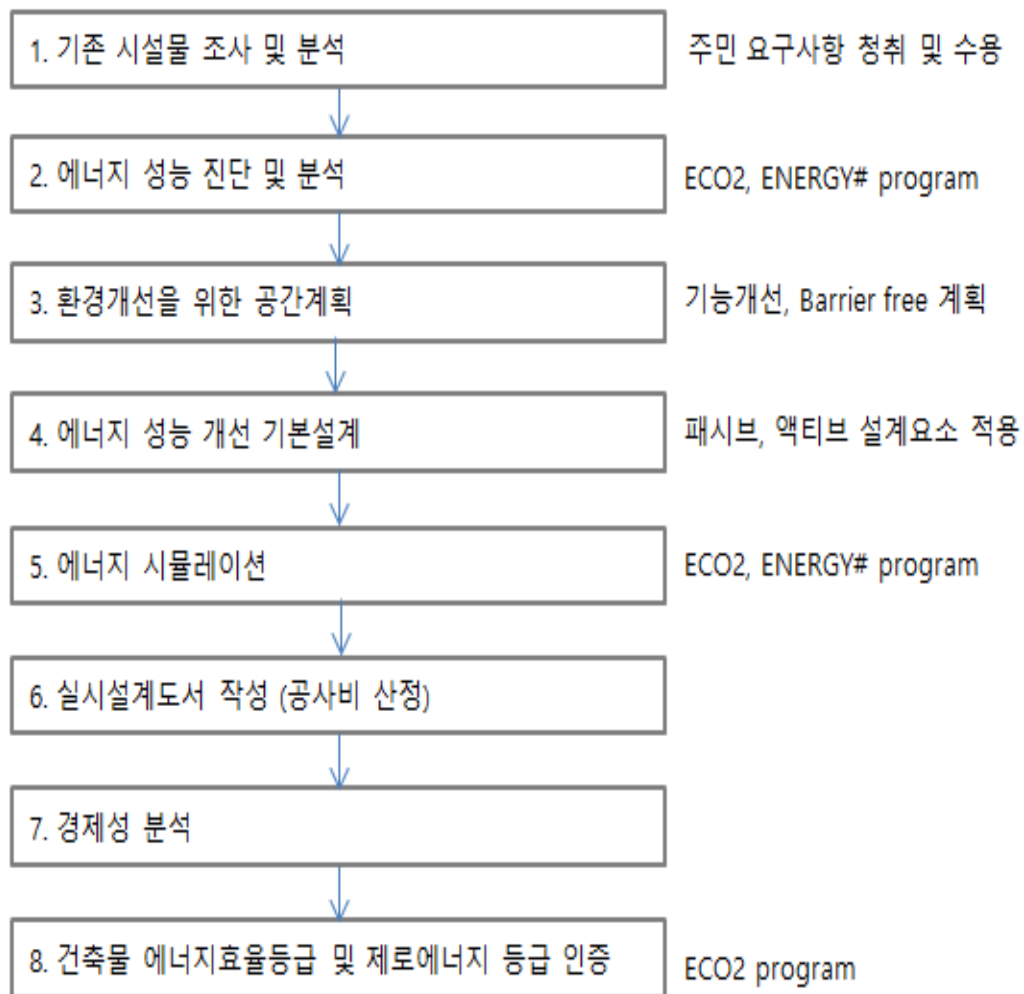 1. 기존 시설물 조사 및 분석
주민 요구사항 청취 및 수용
2. 에너지 성능 진단 및 분석
ECO2, ENERGY# program
3. 환경개선을 위한 공간계획
기능개선, Barrier free 계획
4. 에너지 성능 개선 기본설계
패시브, 액티브 설계요소 적용
5. 에너지 시뮬레이션
ECO2, ENERGY# program
6. 실시설계도서 작성 (공사비 산정)
7. 경제성 분석
8. 건축물 에너지효율등급 및 제로에너지 등급 인증
ECO2 program